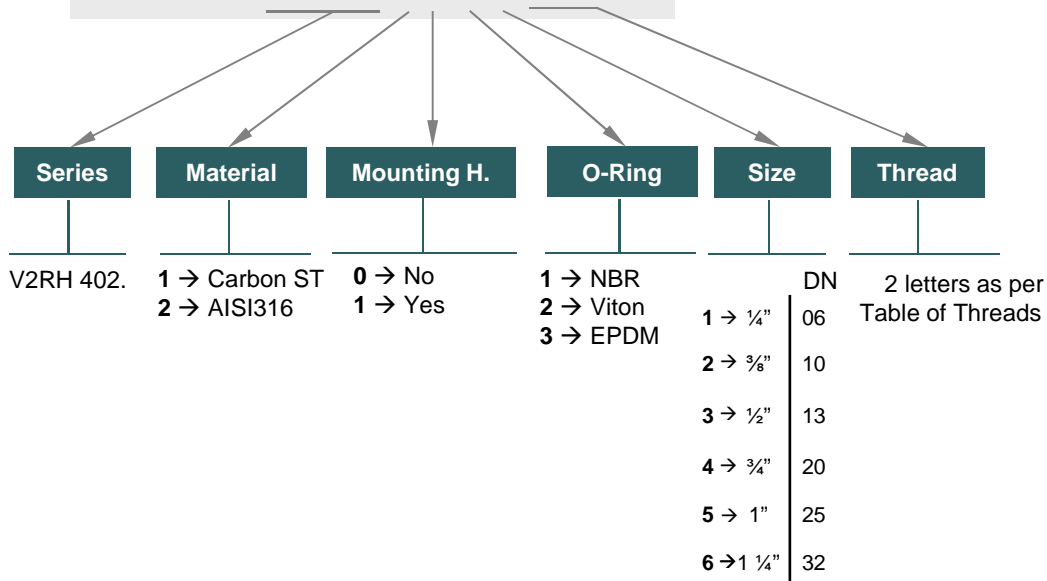 Series
Material
Mounting H.
O-Ring
Size
Thread
V2RH 402.
1 → Carbon ST
2 → AISI316
0 → No
1 → Yes
1 → NBR
2 → Viton
3 → EPDM
DN
1 → ¼” 06
2 → ⅜” 10
3 → ½” 13
4 → ¾” 20
5 → 1” 25
6 →1 ¼” 32
2 letters as per
Table of Threads